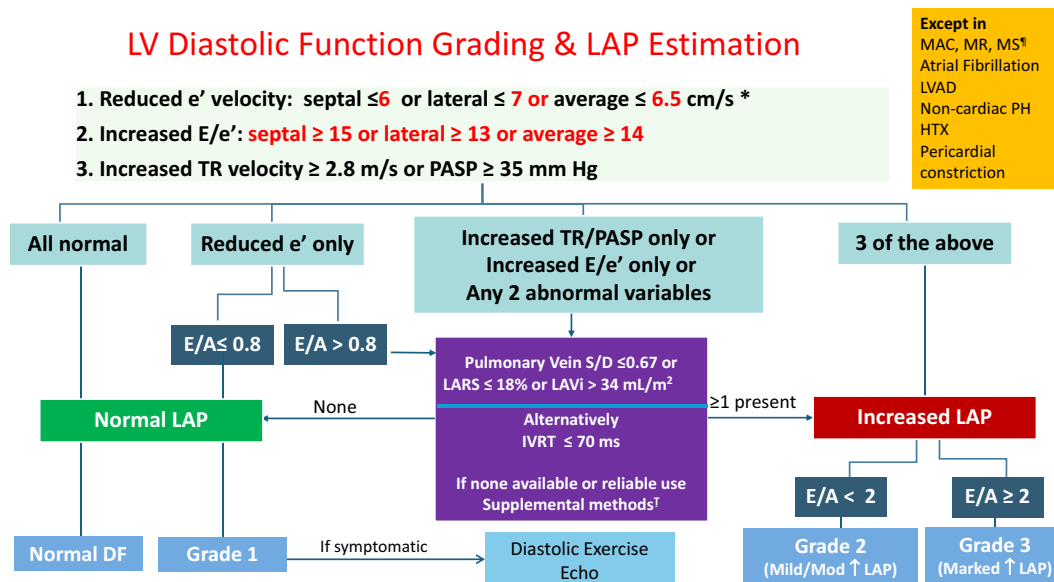 LV Diastolic Function Grading & LAP Estimation
Except in
MAC, MR, MS¶
Atrial Fibrillation
LVAD
Non-cardiac PH
HTX
Pericardial
constriction
1. Reduced e’ velocity: septal ≤6 or lateral ≤ 7 or average ≤ 6.5 cm/s *
2. Increased E/e’: septal ≥ 15 or lateral ≥ 13 or average ≥ 14
3. Increased TR velocity ≥ 2.8 m/s or PASP ≥ 35 mm Hg
All normal
Reduced e’ only
Increased TR/PASP only or
Increased E/e’ only or
Any 2 abnormal variables
3 of the above
E/A≤ 0.8
E/A > 0.8
Pulmonary Vein S/D ≤0.67 or
LARS ≤ 18% or LAVi > 34 mL/m²
Alternatively
IVRT ≤ 70 ms
If none available or reliable use
Supplemental methodsᵀ
None
≥1 present
Normal LAP
Increased LAP
E/A < 2
E/A ≥ 2
Normal DF
Grade 1
If symptomatic
Diastolic Exercise
Echo
Grade 2
(Mild/Mod ↑ LAP)
Grade 3
(Marked ↑ LAP)